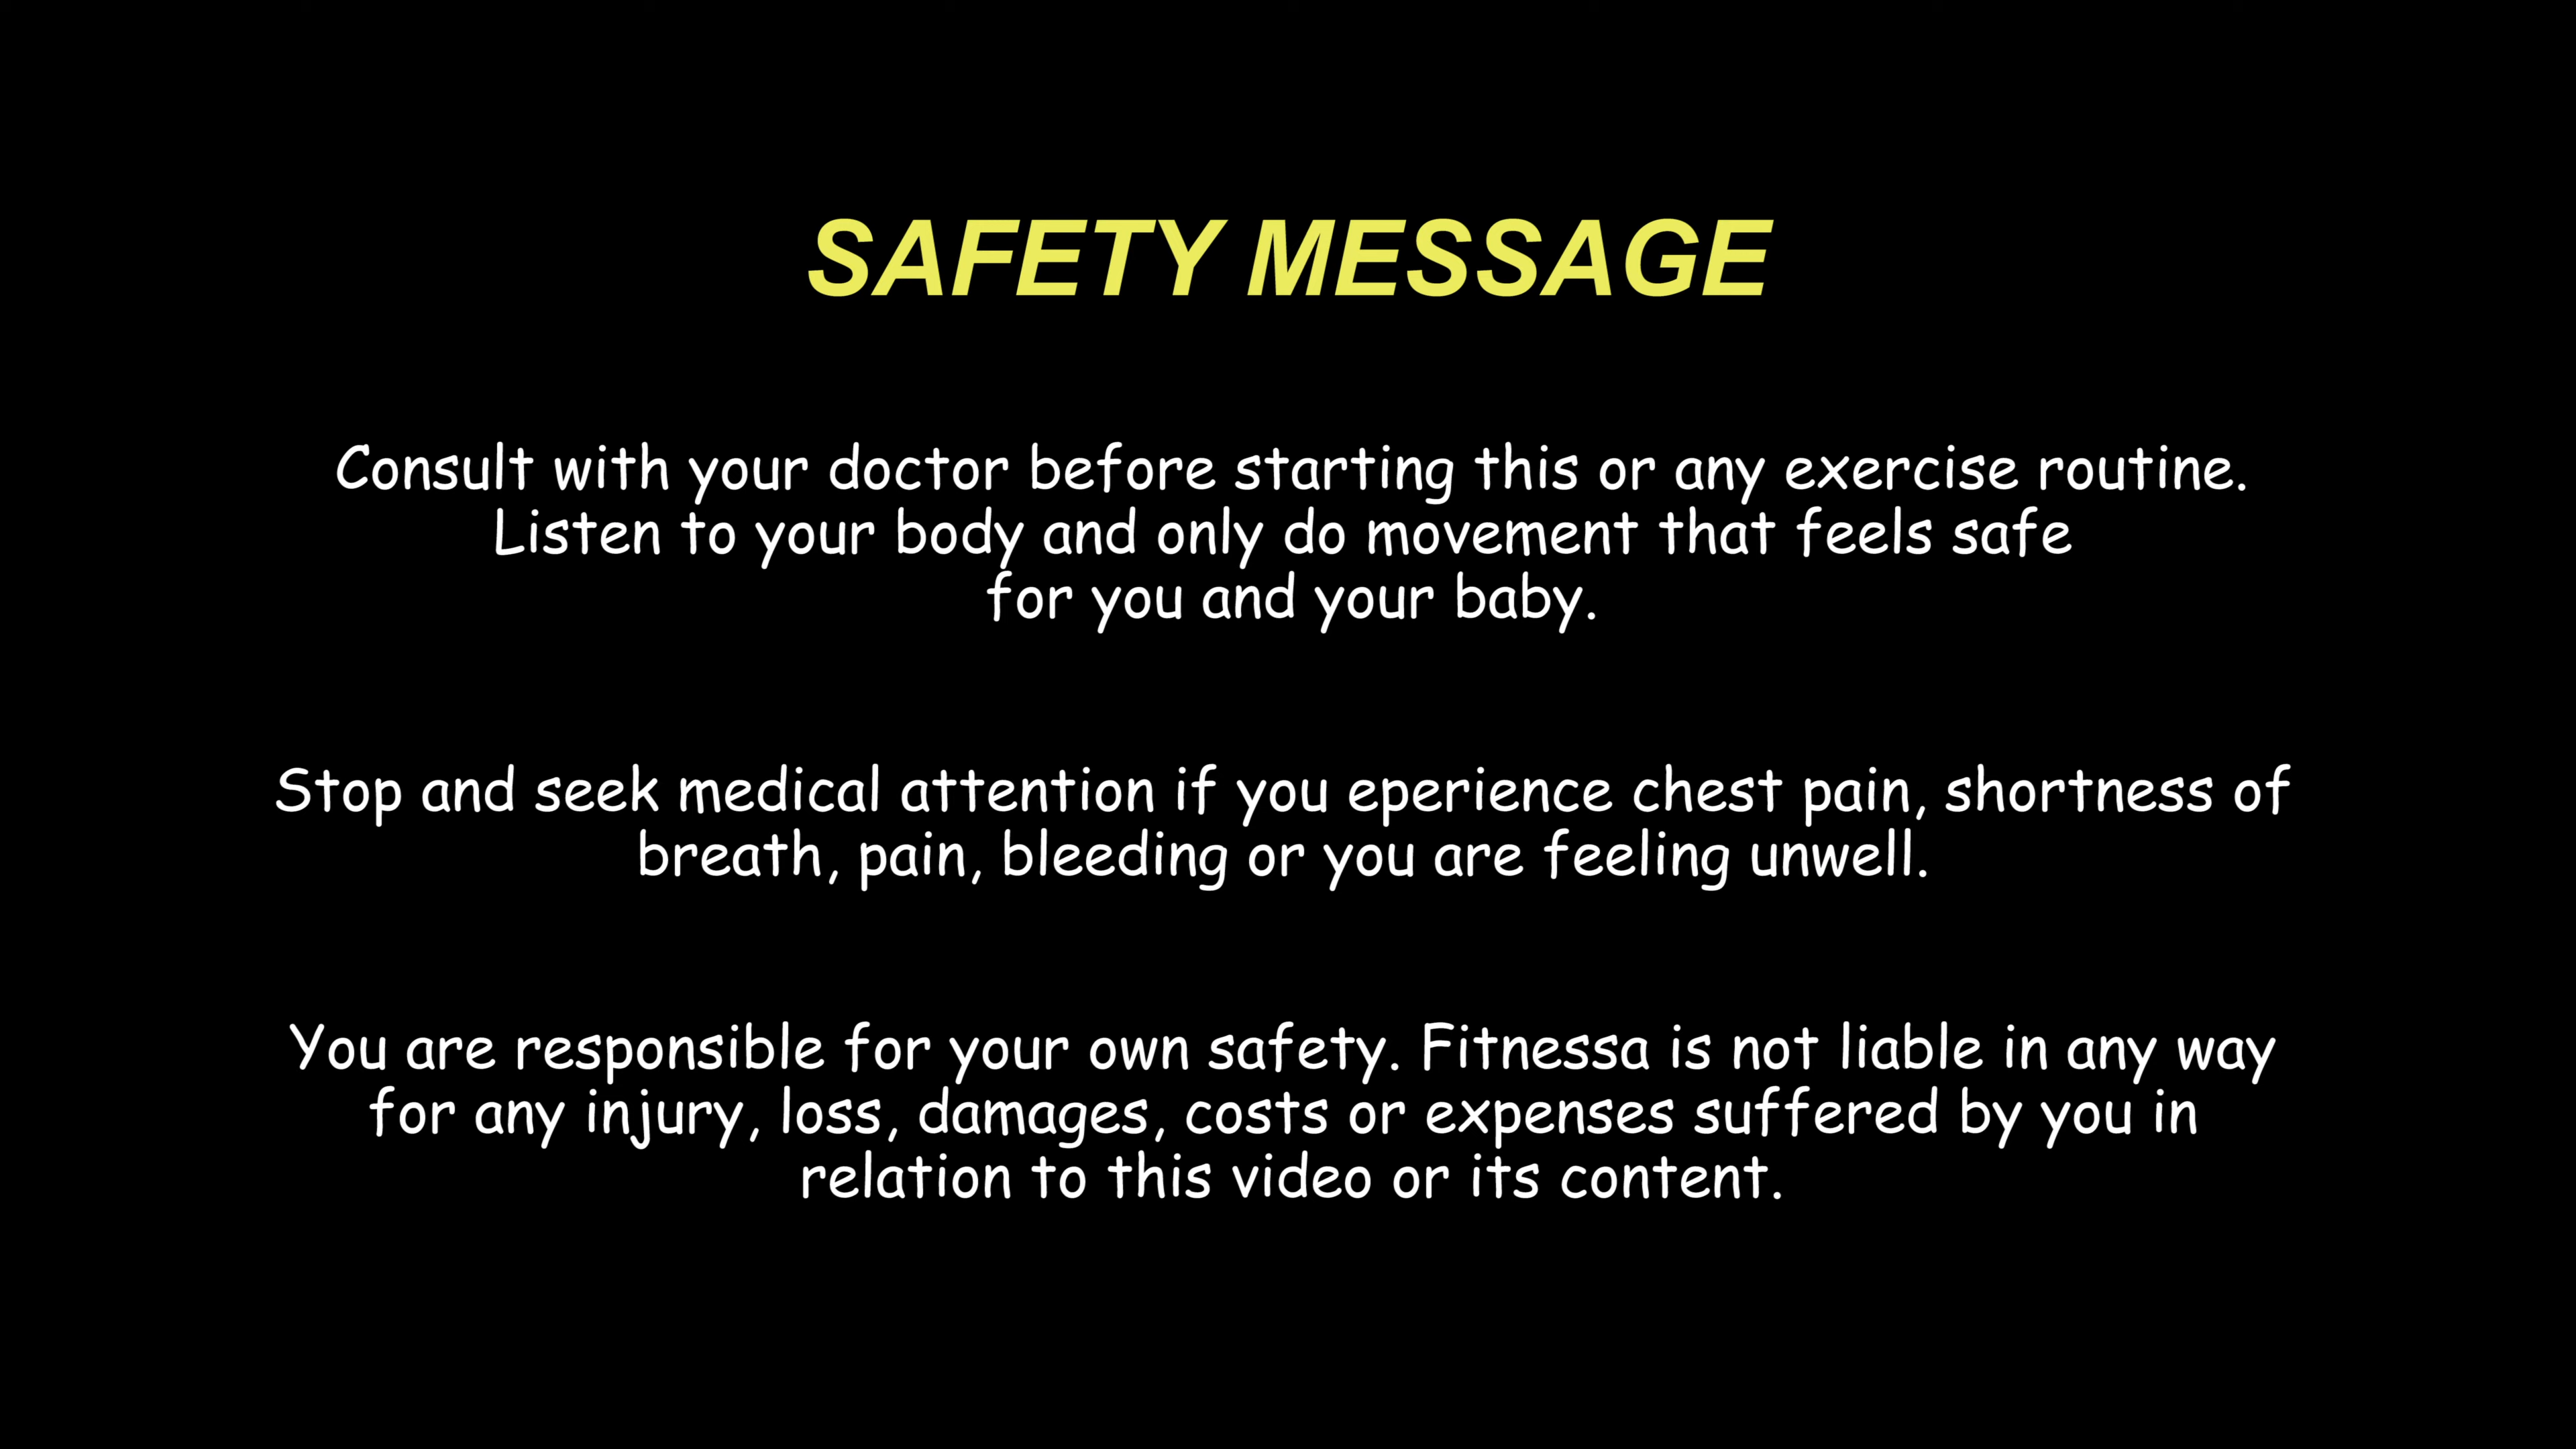 SAFETY MESSAGE
Consult with your doctor before starting this or any exercise routine.
Listen to your body and only do movement that feels safe
for you and your baby.
Stop and seek medical attention if you eperience chest pain, shortness of
breath, pain, bleeding or you are feeling unwell.
You are responsible for your own safety. Fitnessa is not liable in any way
for any injury, loss, damages, costs or expenses suffered by you in
relation to this video or its content.